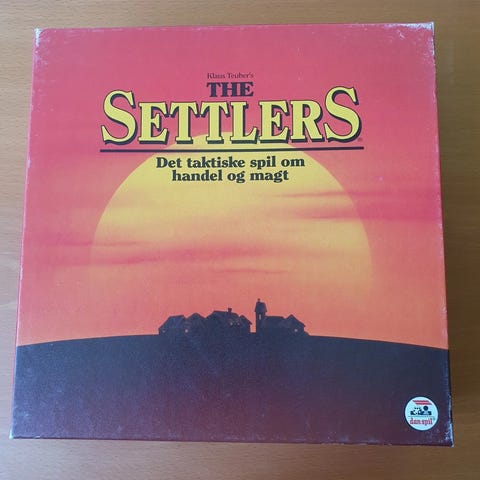 Klaus Teuber's
THE
SETTLERS
Det taktiske spil om
handel og magt
dan spil